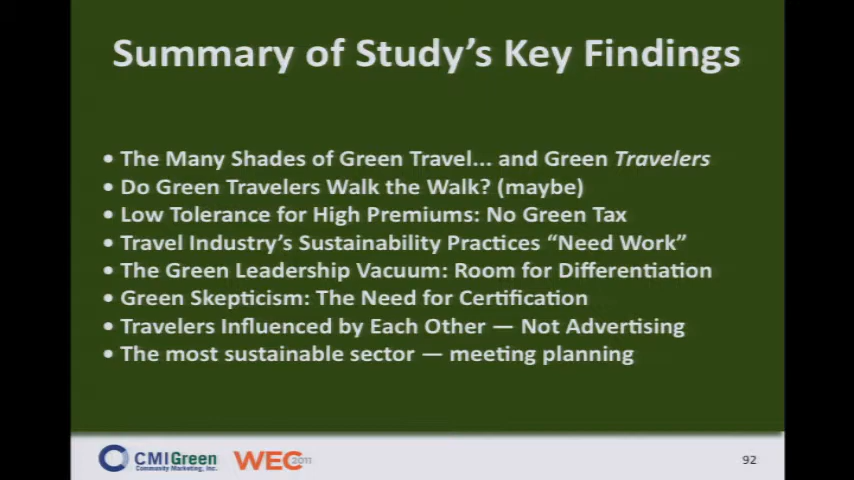 Summary of Study's Key Findings
• The Many Shades of Green Travel... and Green Travelers
• Do Green Travelers Walk the Walk? (maybe)
• Low Tolerance for High Premiums: No Green Tax
• Travel Industry's Sustainability Practices “Need Work”
• The Green Leadership Vacuum: Room for Differentiation
• Green Skepticism: The Need for Certification
• Travelers Influenced by Each Other — Not Advertising
• The most sustainable sector — meeting planning
CMIGreen
Community Marketing, Inc.
WEC 2011
92